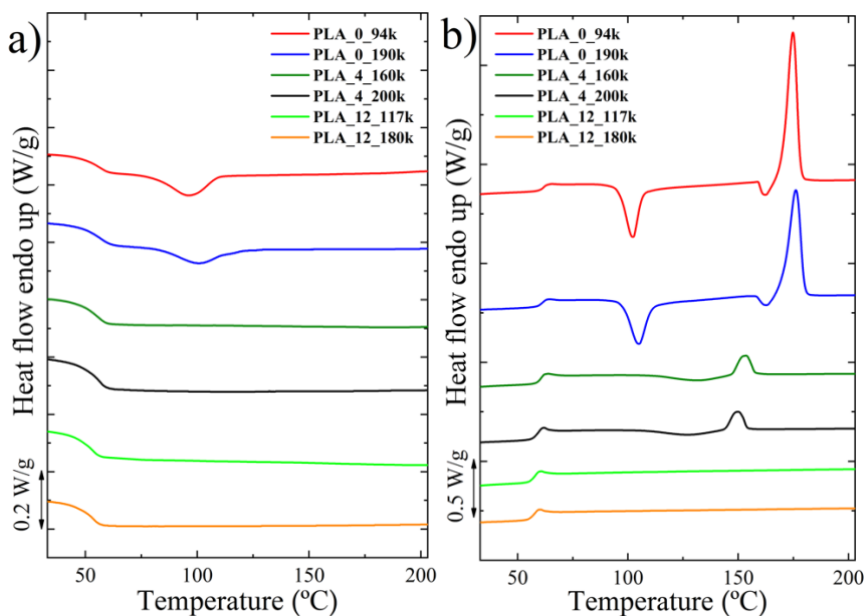 a)
PLA_0_94k
PLA_0_190k
PLA_4_160k
PLA_4_200k
PLA_12_117k
PLA_12_180k
Heat flow endo up (W/g)
0.2 W/g
50
100
150
200
Temperature (ºC)
b)
PLA_0_94k
PLA_0_190k
PLA_4_160k
PLA_4_200k
PLA_12_117k
PLA_12_180k
Heat flow endo up (W/g)
0.5 W/g
50
100
150
200
Temperature (ºC)